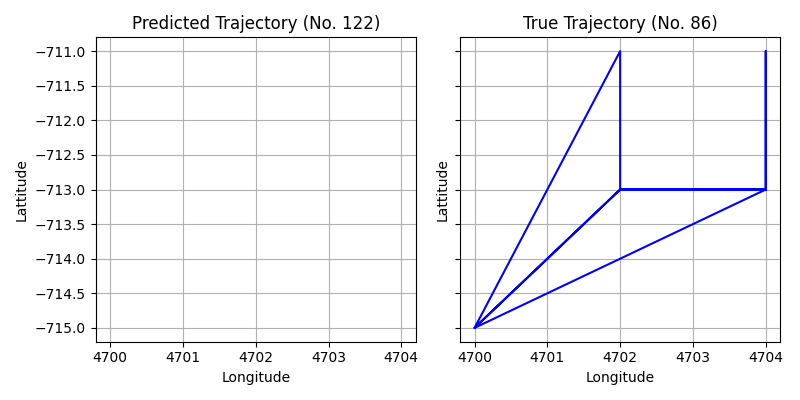 Predicted Trajectory (No. 122)
True Trajectory (No. 86)
−711.0
−711.5
−712.0
−712.5
−713.0
−713.5
−714.0
−714.5
−715.0
Lattitude
Lattitude
4700 4701 4702 4703 4704
4700 4701 4702 4703 4704
Longitude
Longitude